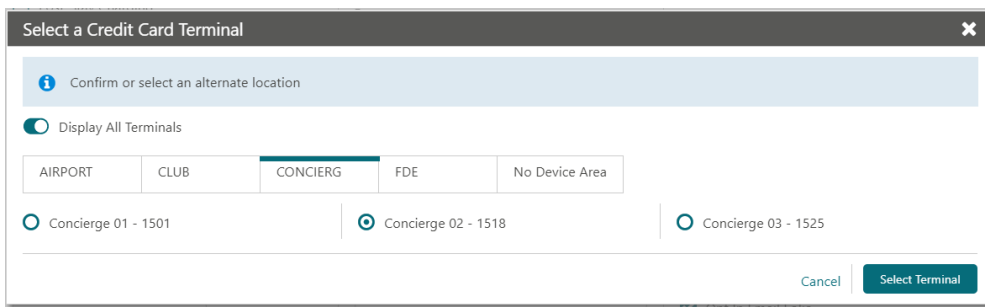 Select a Credit Card Terminal
Confirm or select an alternate location
Display All Terminals
AIRPORT CLUB CONCIERG FDE No Device Area
Concierge 01 - 1501 Concierge 02 - 1518 Concierge 03 - 1525
Cancel Select Terminal